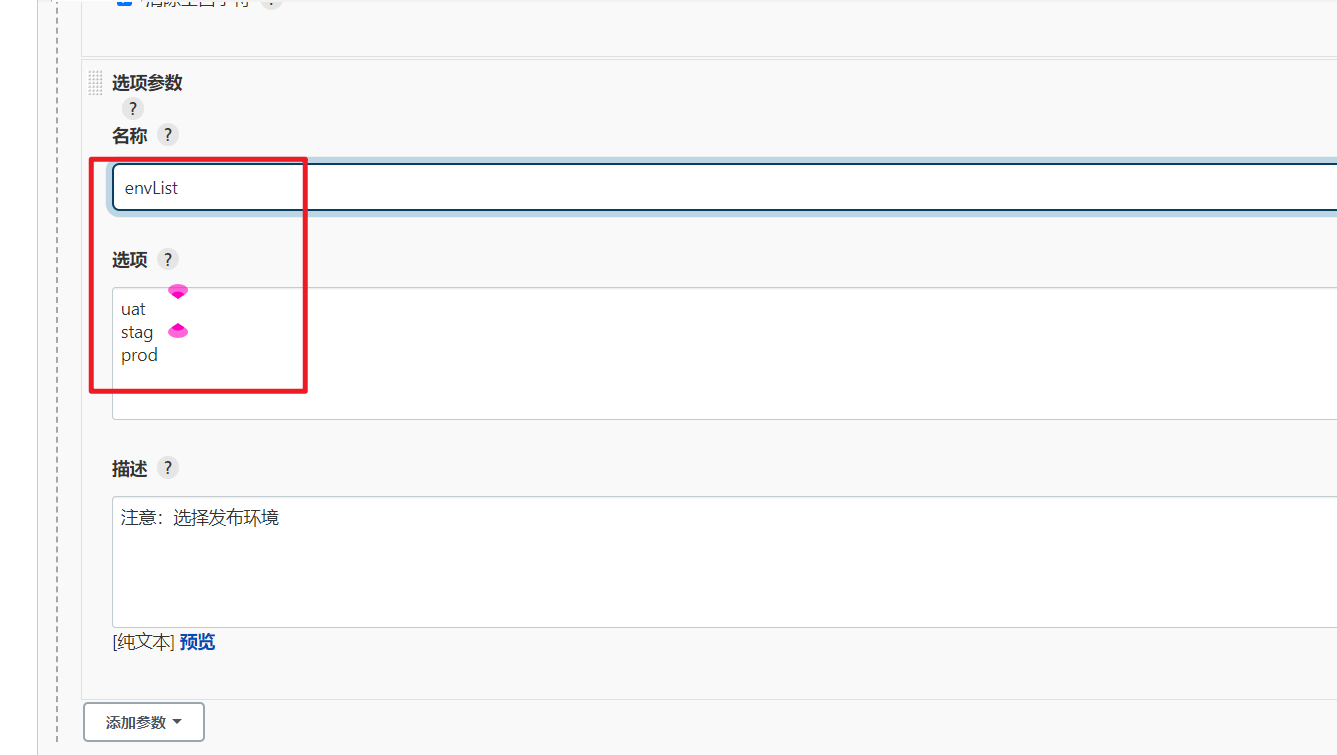 选项参数
?
名称 ?
envList
选项 ?
uat
stag
prod
描述 ?
注意：选择发布环境
[纯文本] 预览
添加参数